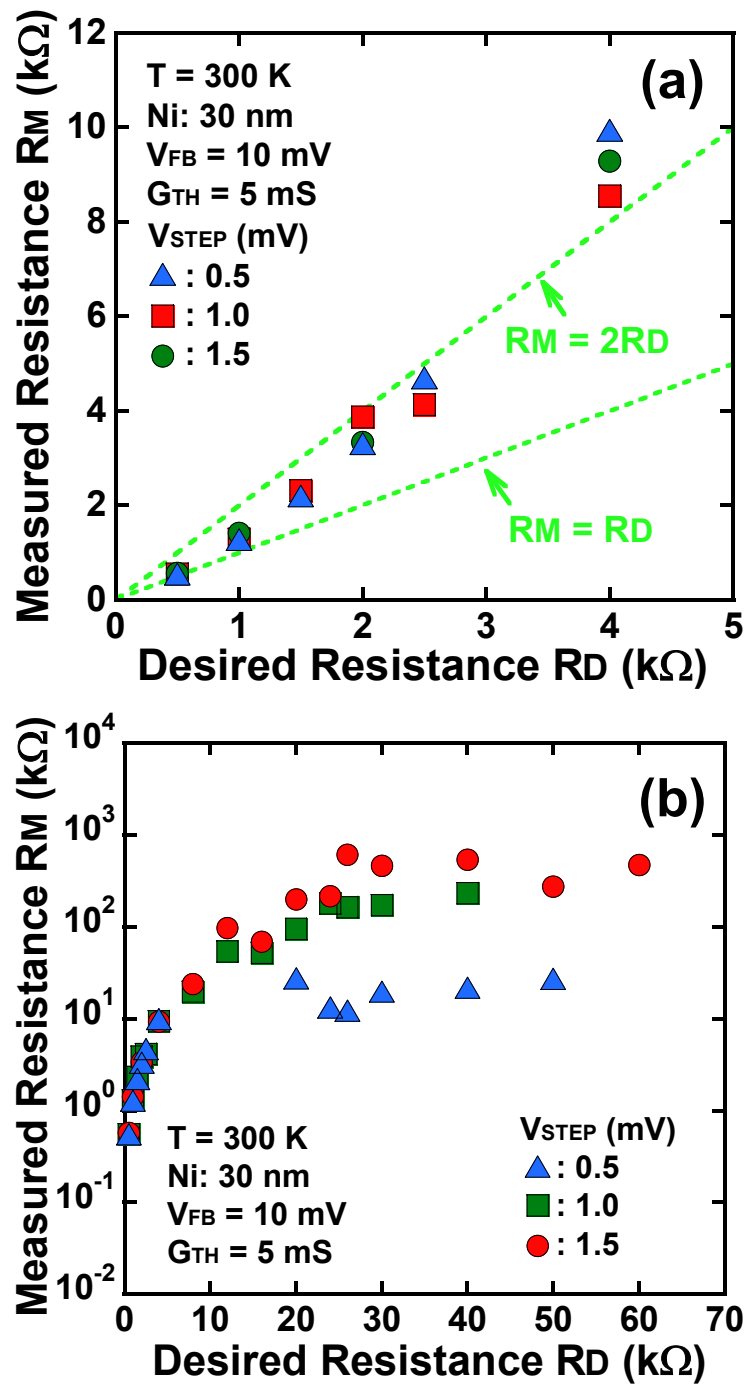 12
10
8
6
4
2
0
Measured Resistance RM (kΩ)
(a)
T = 300 K
Ni: 30 nm
VFB = 10 mV
GTH = 5 mS
VSTEP (mV)
: 0.5
: 1.0
: 1.5
RM = 2RD
RM = RD
0 1 2 3 4 5
Desired Resistance RD (kΩ)
10^4
10^3
10^2
10^1
10^0
10^-1
10^-2
Measured Resistance RM (kΩ)
(b)
T = 300 K
Ni: 30 nm
VFB = 10 mV
GTH = 5 mS
VSTEP (mV)
: 0.5
: 1.0
: 1.5
0 10 20 30 40 50 60 70
Desired Resistance RD (kΩ)